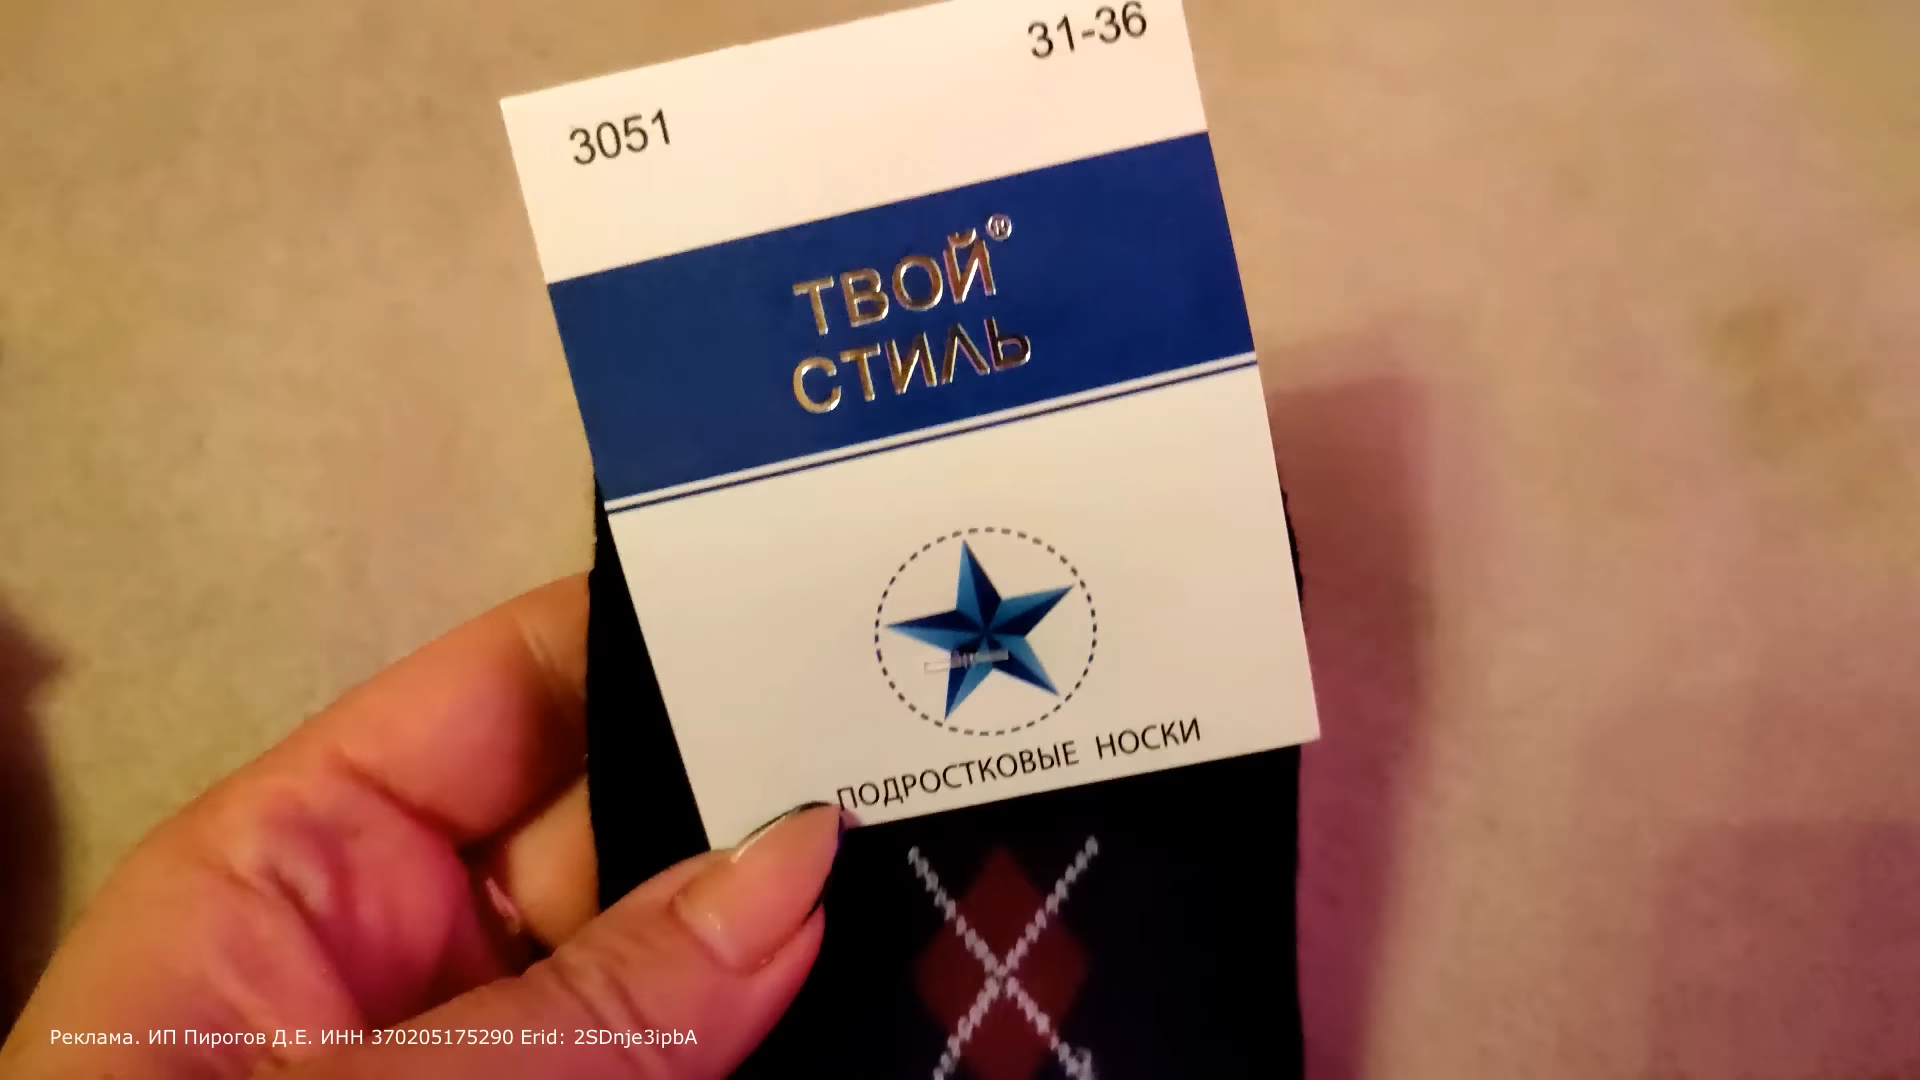 31-36
3051
ТВОЙ®
СТИЛЬ
ПОДРОСТКОВЫЕ НОСКИ
Реклама. ИП Пирогов Д.Е. ИНН 370205175290 Erid: 2SDnje3ipbA